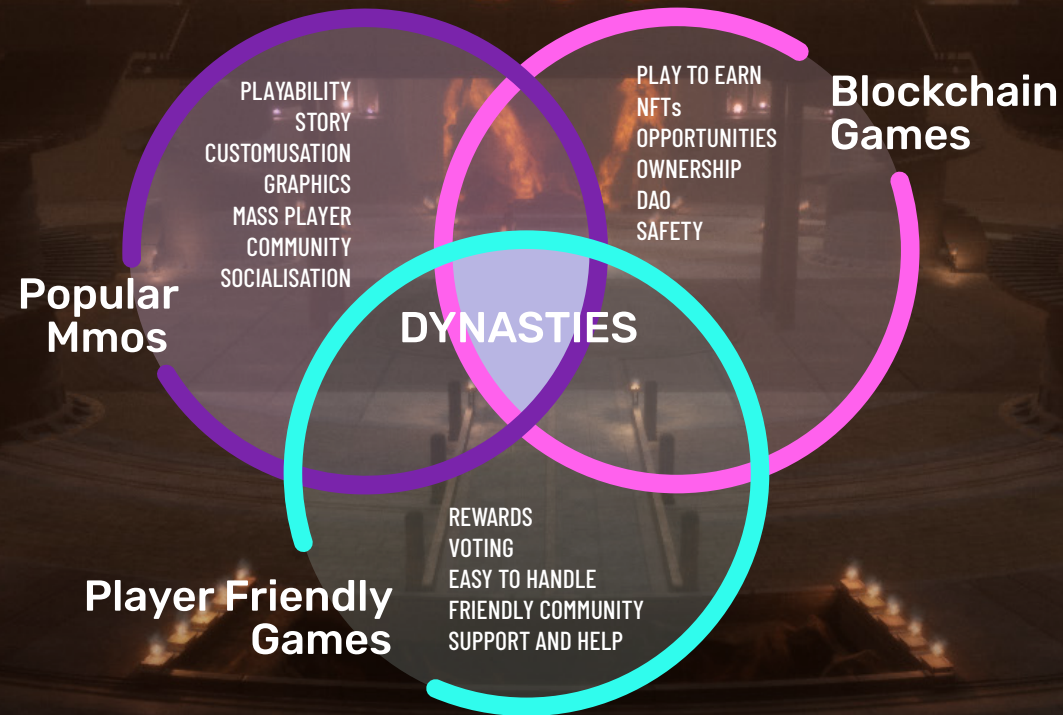 PLAYABILITY
STORY
CUSTOMUSATION
GRAPHICS
MASS PLAYER
COMMUNITY
SOCIALISATION
Popular
Mmos
PLAY TO EARN
NFTs
OPPORTUNITIES
OWNERSHIP
DAO
SAFETY
Blockchain
Games
DYNASTIES
REWARDS
VOTING
EASY TO HANDLE
FRIENDLY COMMUNITY
SUPPORT AND HELP
Player Friendly
Games